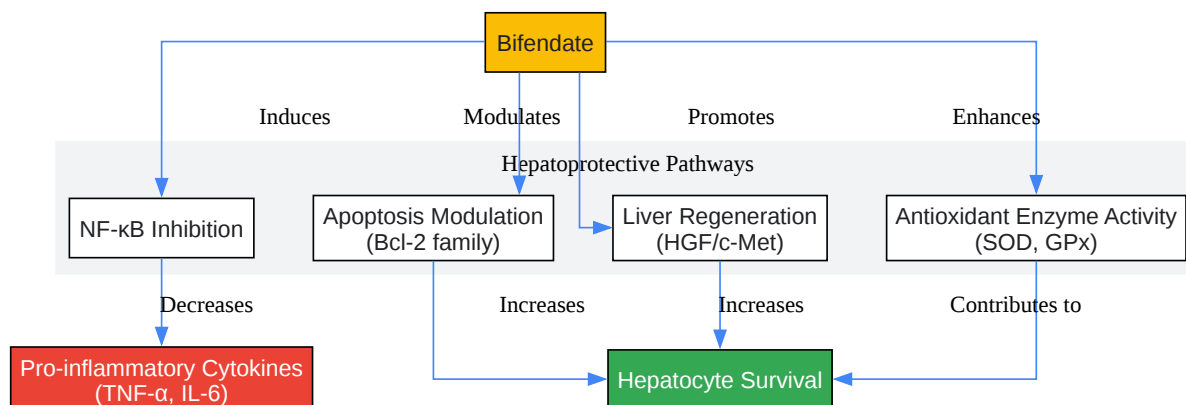 Bifendate
Induces
Modulates
Promotes
Enhances
Hepatoprotective Pathways
NF-κB Inhibition
Apoptosis Modulation
(Bcl-2 family)
Liver Regeneration
(HGF/c-Met)
Antioxidant Enzyme Activity
(SOD, GPx)
Decreases
Increases
Increases
Contributes to
Pro-inflammatory Cytokines
(TNF-α, IL-6)
Hepatocyte Survival